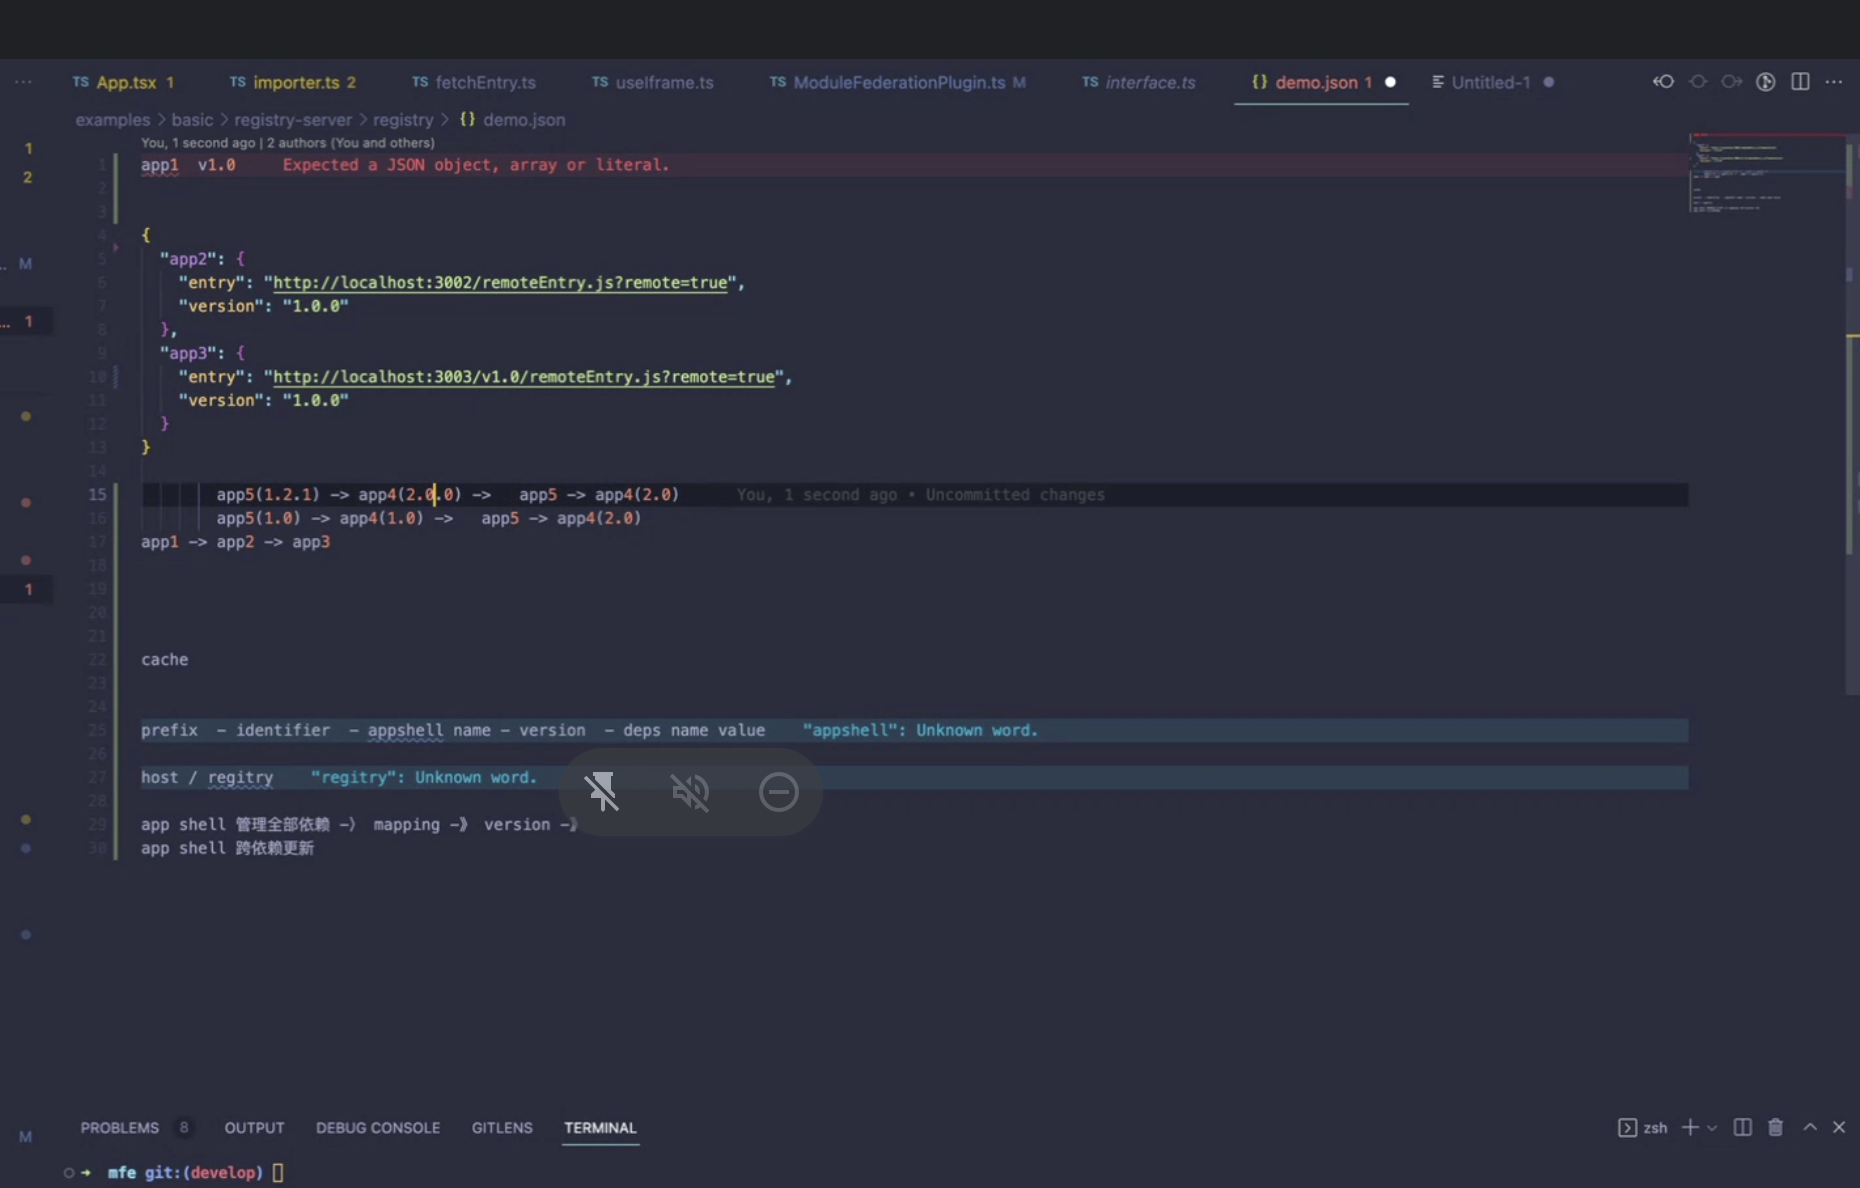 ··· TS App.tsx 1 TS importer.ts 2 TS fetchEntry.ts TS useIframe.ts TS ModuleFederationPlugin.ts M TS interface.ts {} demo.json 1 ● Untitled-1 ●
examples > basic > registry-server > registry > {} demo.json
You, 1 second ago | 2 authors (You and others)
1
2
M
1
1
M
1 app1 v1.0 Expected a JSON object, array or literal.
2
3
4 {
5 "app2": {
6 "entry": "http://localhost:3002/remoteEntry.js?remote=true",
7 "version": "1.0.0"
8 },
9 "app3": {
10 "entry": "http://localhost:3003/v1.0/remoteEntry.js?remote=true",
11 "version": "1.0.0"
12 }
13 }
14
15 app5(1.2.1) -> app4(2.0.0) -> app5 -> app4(2.0) You, 1 second ago • Uncommitted changes
16 app5(1.0) -> app4(1.0) -> app5 -> app4(2.0)
17 app1 -> app2 -> app3
18
19
20
21
22 cache
23
24
25 prefix - identifier - appshell name - version - deps name value "appshell": Unknown word.
26
27 host / regitry "regitry": Unknown word.
28
29 app shell 管理全部依赖 -〉 mapping -》 version -》
30 app shell 跨依赖更新
PROBLEMS 8 OUTPUT DEBUG CONSOLE GITLENS TERMINAL zsh
mfe git:(develop)